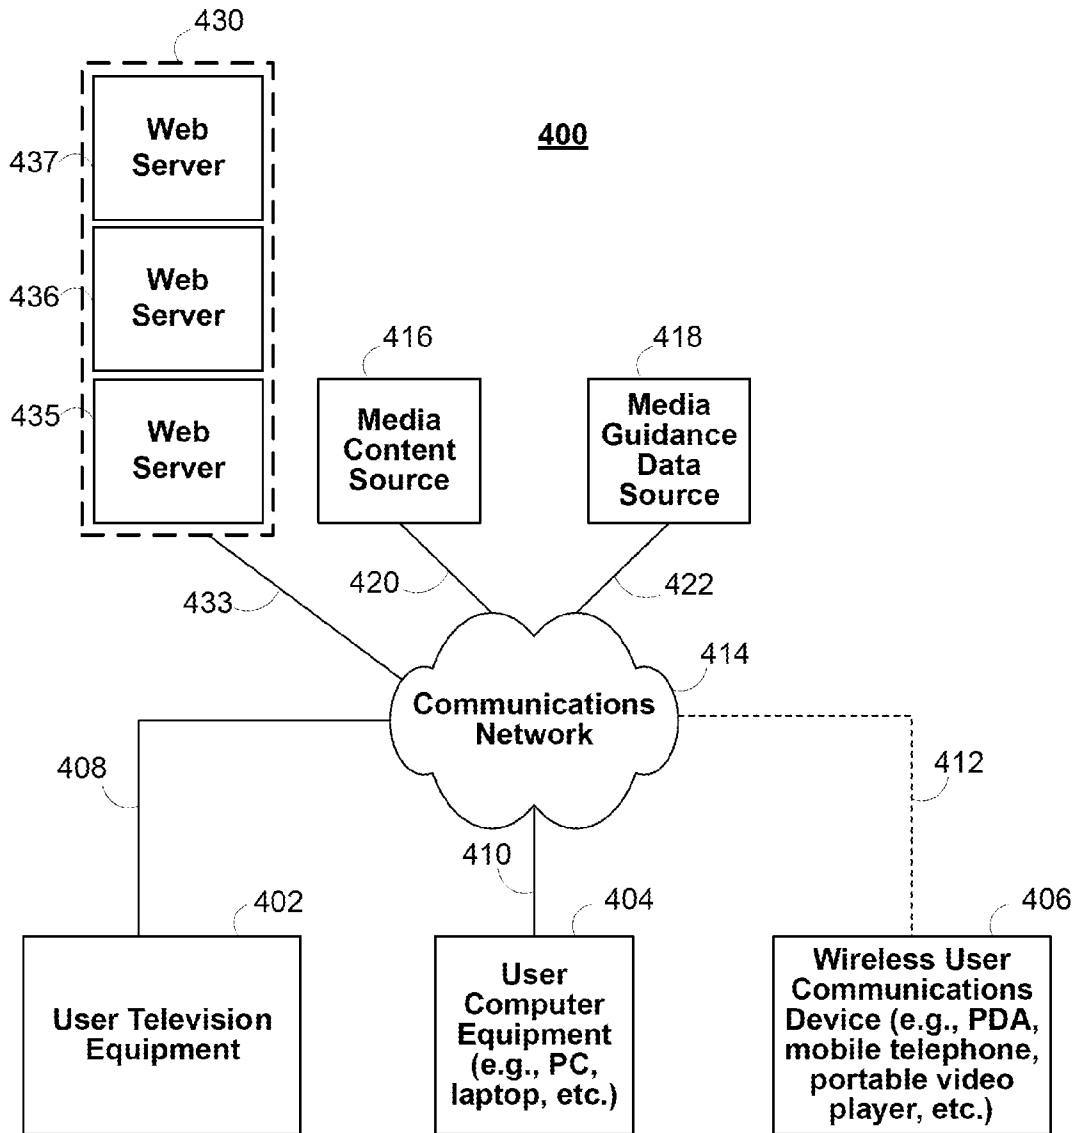 430
400
Web
Server
437
Web
Server
436
Web
Server
435
416
Media
Content
Source
418
Media
Guidance
Data
Source
433
420
422
414
Communications
Network
408
410
412
402
User Television
Equipment
404
User
Computer
Equipment
(e.g., PC,
laptop, etc.)
406
Wireless User
Communications
Device (e.g., PDA,
mobile telephone,
portable video
player, etc.)